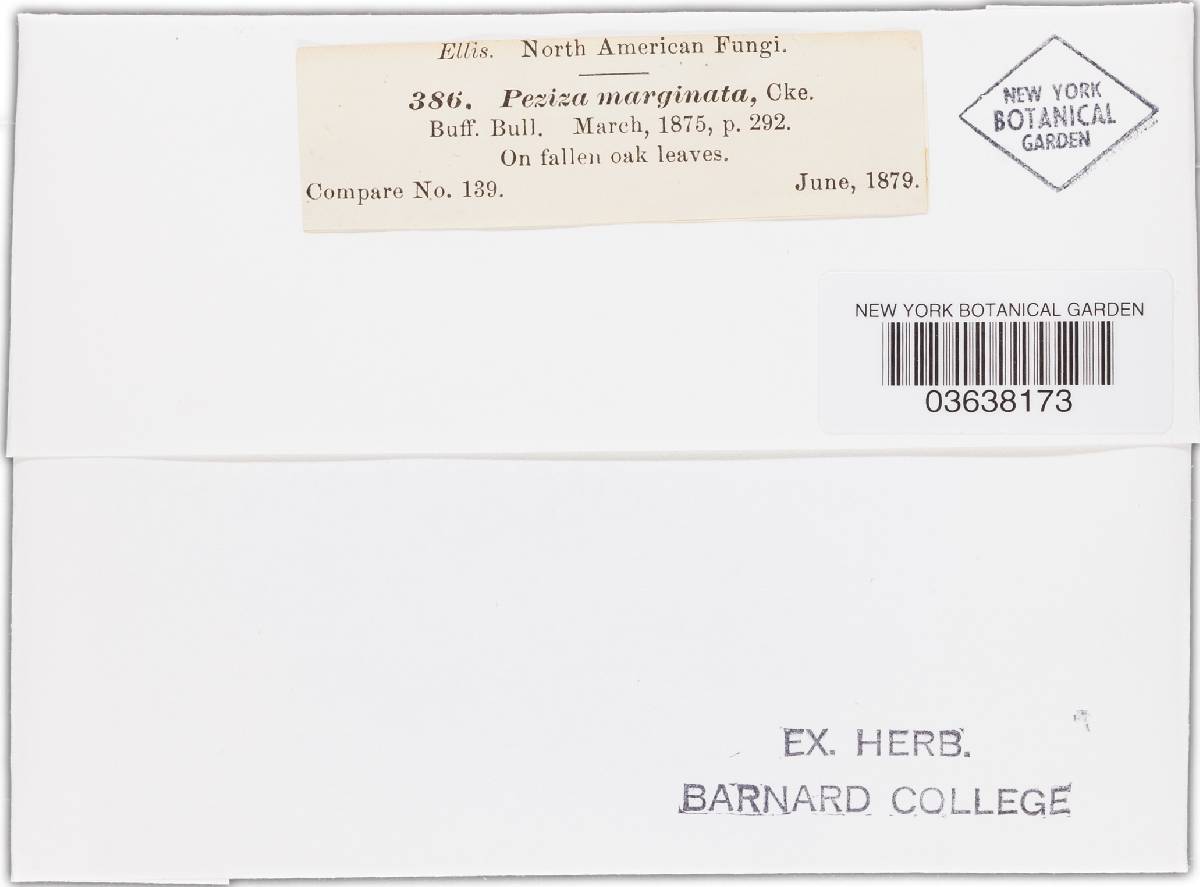 Ellis. North American Fungi.
386. Peziza marginata, Cke.
Buff. Bull. March, 1875, p. 292.
On fallen oak leaves.
Compare No. 139. June, 1879.
NEW YORK
BOTANICAL
GARDEN
NEW YORK BOTANICAL GARDEN
03638173
EX. HERB.
BARNARD COLLEGE